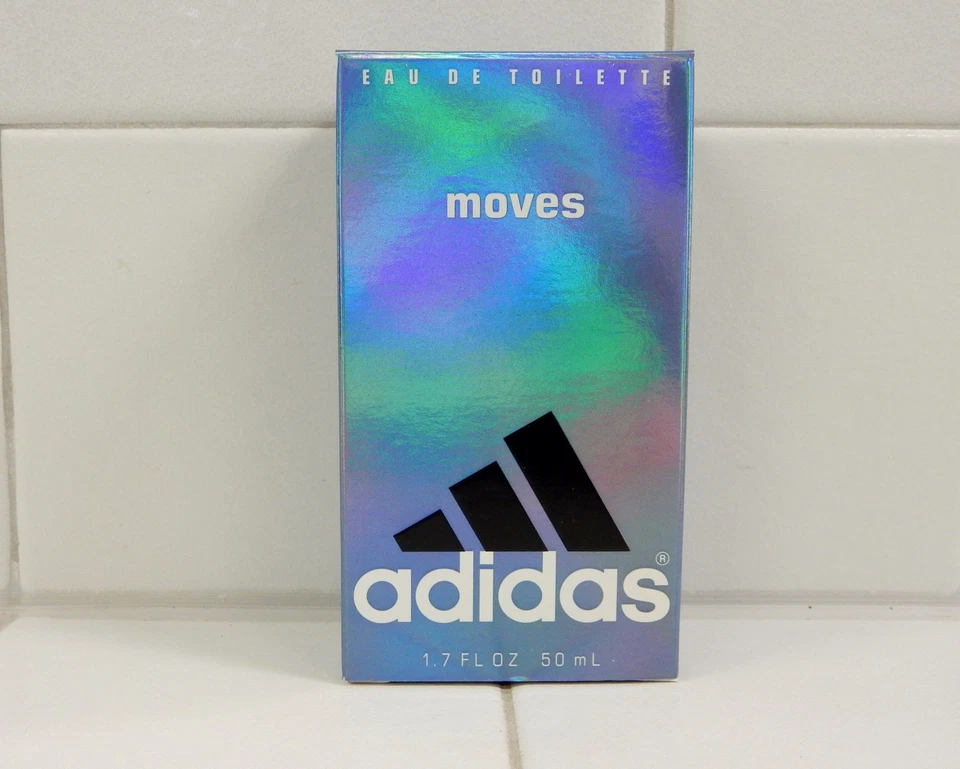 EAU DE TOILETTE
moves
adidas®
1.7 FL OZ 50 mL